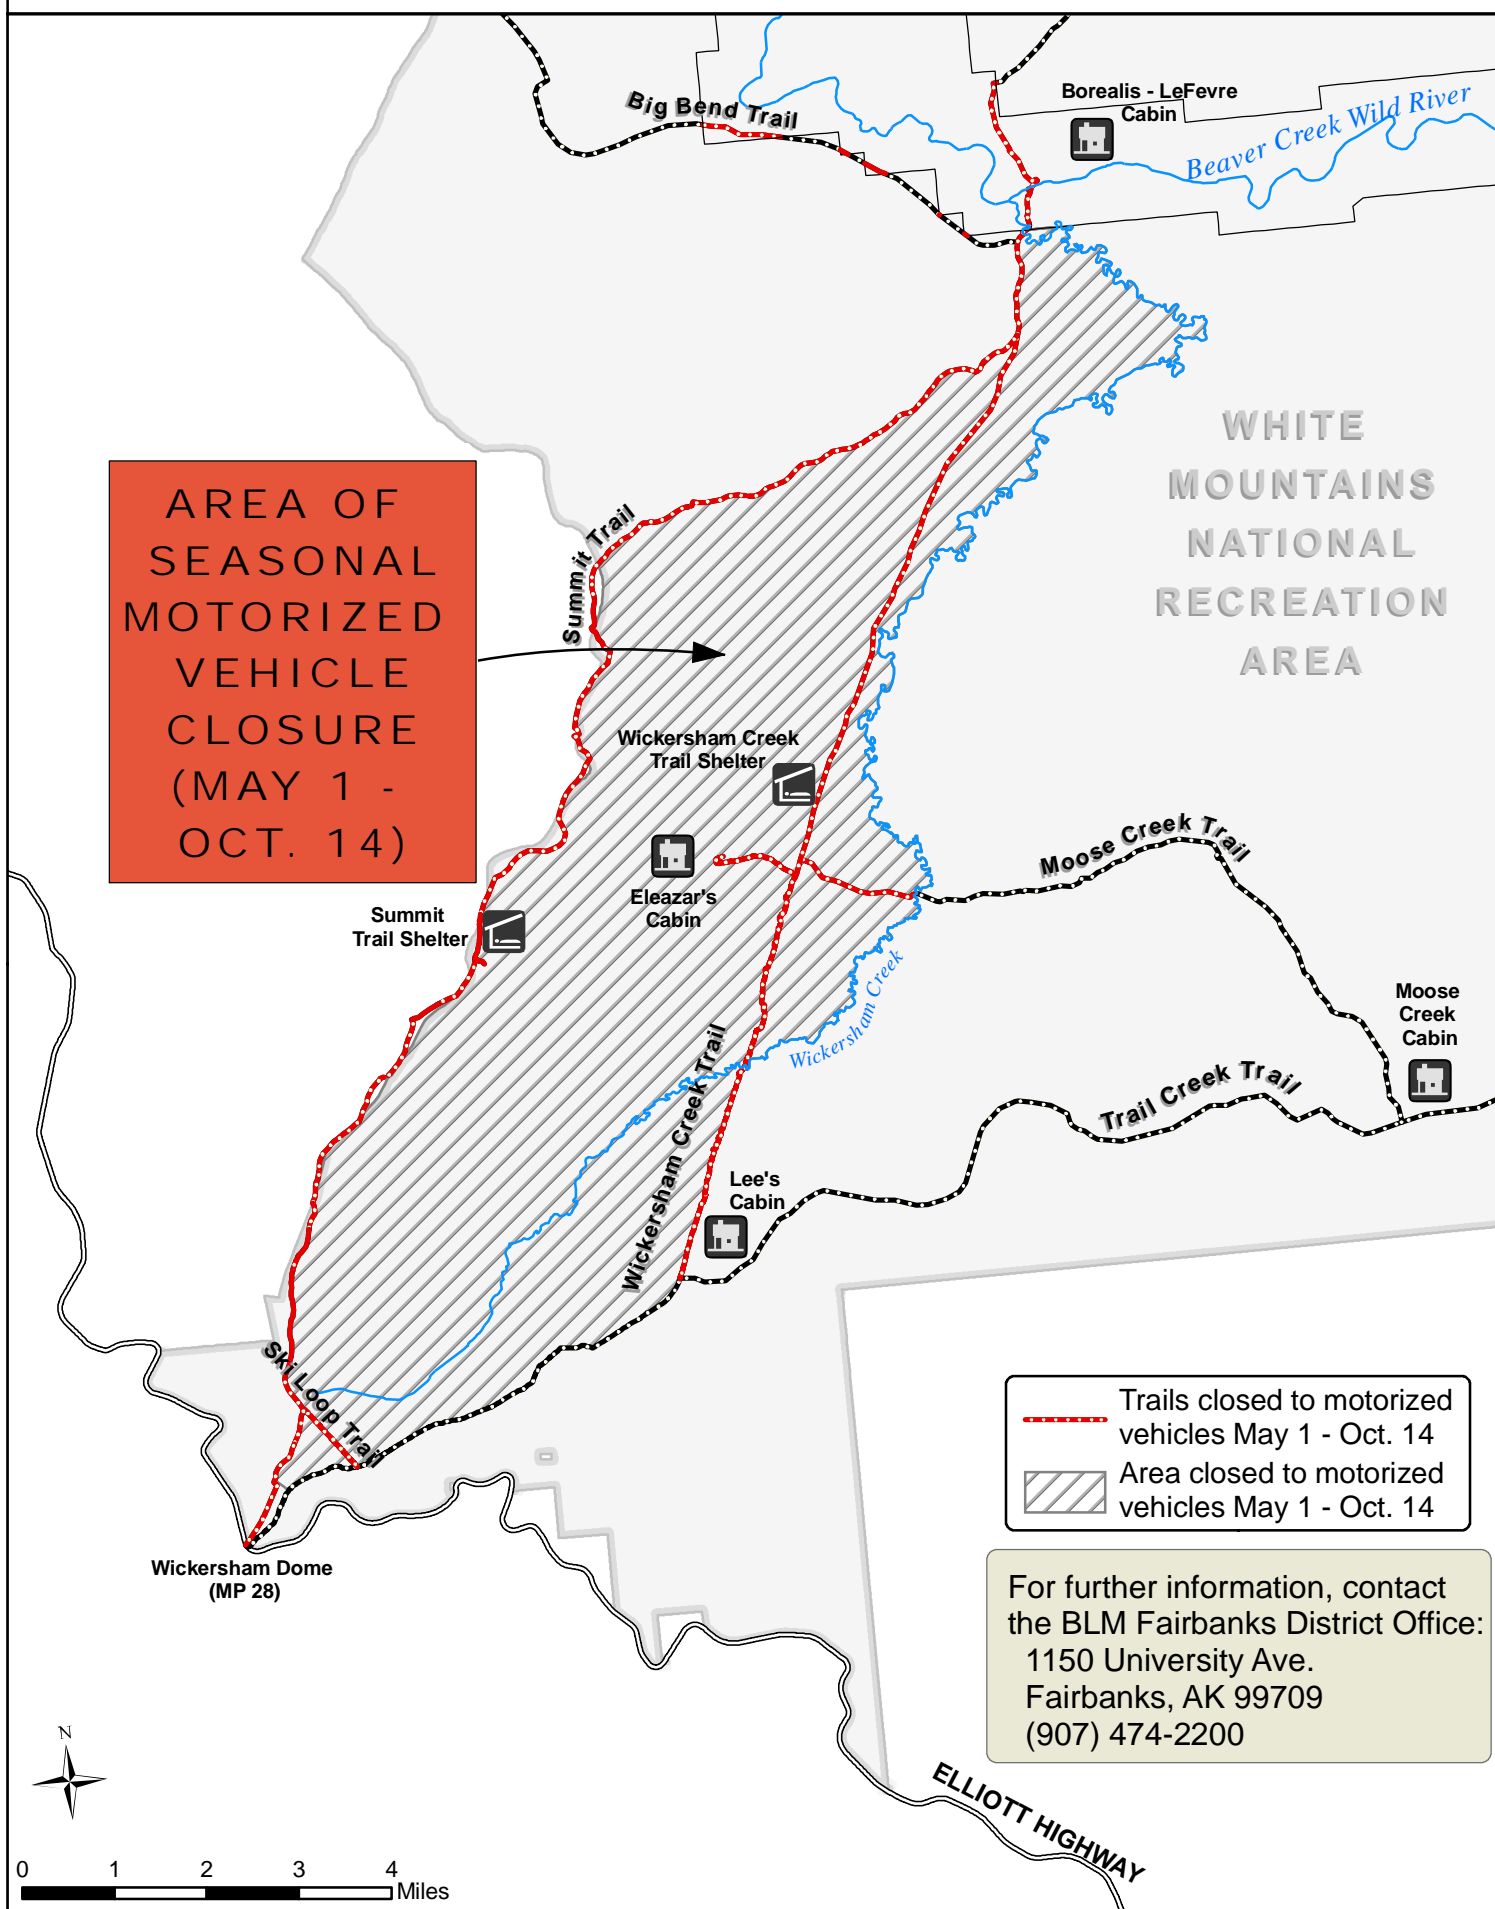 Big Bend Trail
Borealis - LeFevre
Cabin
Beaver Creek Wild River
WHITE
MOUNTAINS
NATIONAL
RECREATION
AREA
AREA OF
SEASONAL
MOTORIZED
VEHICLE
CLOSURE
(MAY 1 -
OCT. 14)
Summit Trail
Wickersham Creek
Trail Shelter
Moose Creek Trail
Eleazar's
Cabin
Summit
Trail Shelter
Wickersham Creek
Moose
Creek
Cabin
Wickersham Creek Trail
Trail Creek Trail
Lee's
Cabin
Ski Loop Trail
Wickersham Dome
(MP 28)
Trails closed to motorized
vehicles May 1 - Oct. 14
Area closed to motorized
vehicles May 1 - Oct. 14
For further information, contact
the BLM Fairbanks District Office:
1150 University Ave.
Fairbanks, AK 99709
(907) 474-2200
ELLIOTT HIGHWAY
N
0 1 2 3 4
Miles